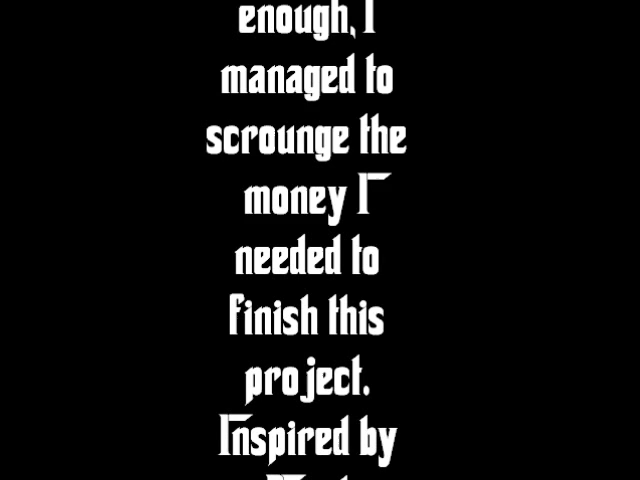 enough, I
managed to
scrounge the
money I
needed to
finish this
project.
Inspired by